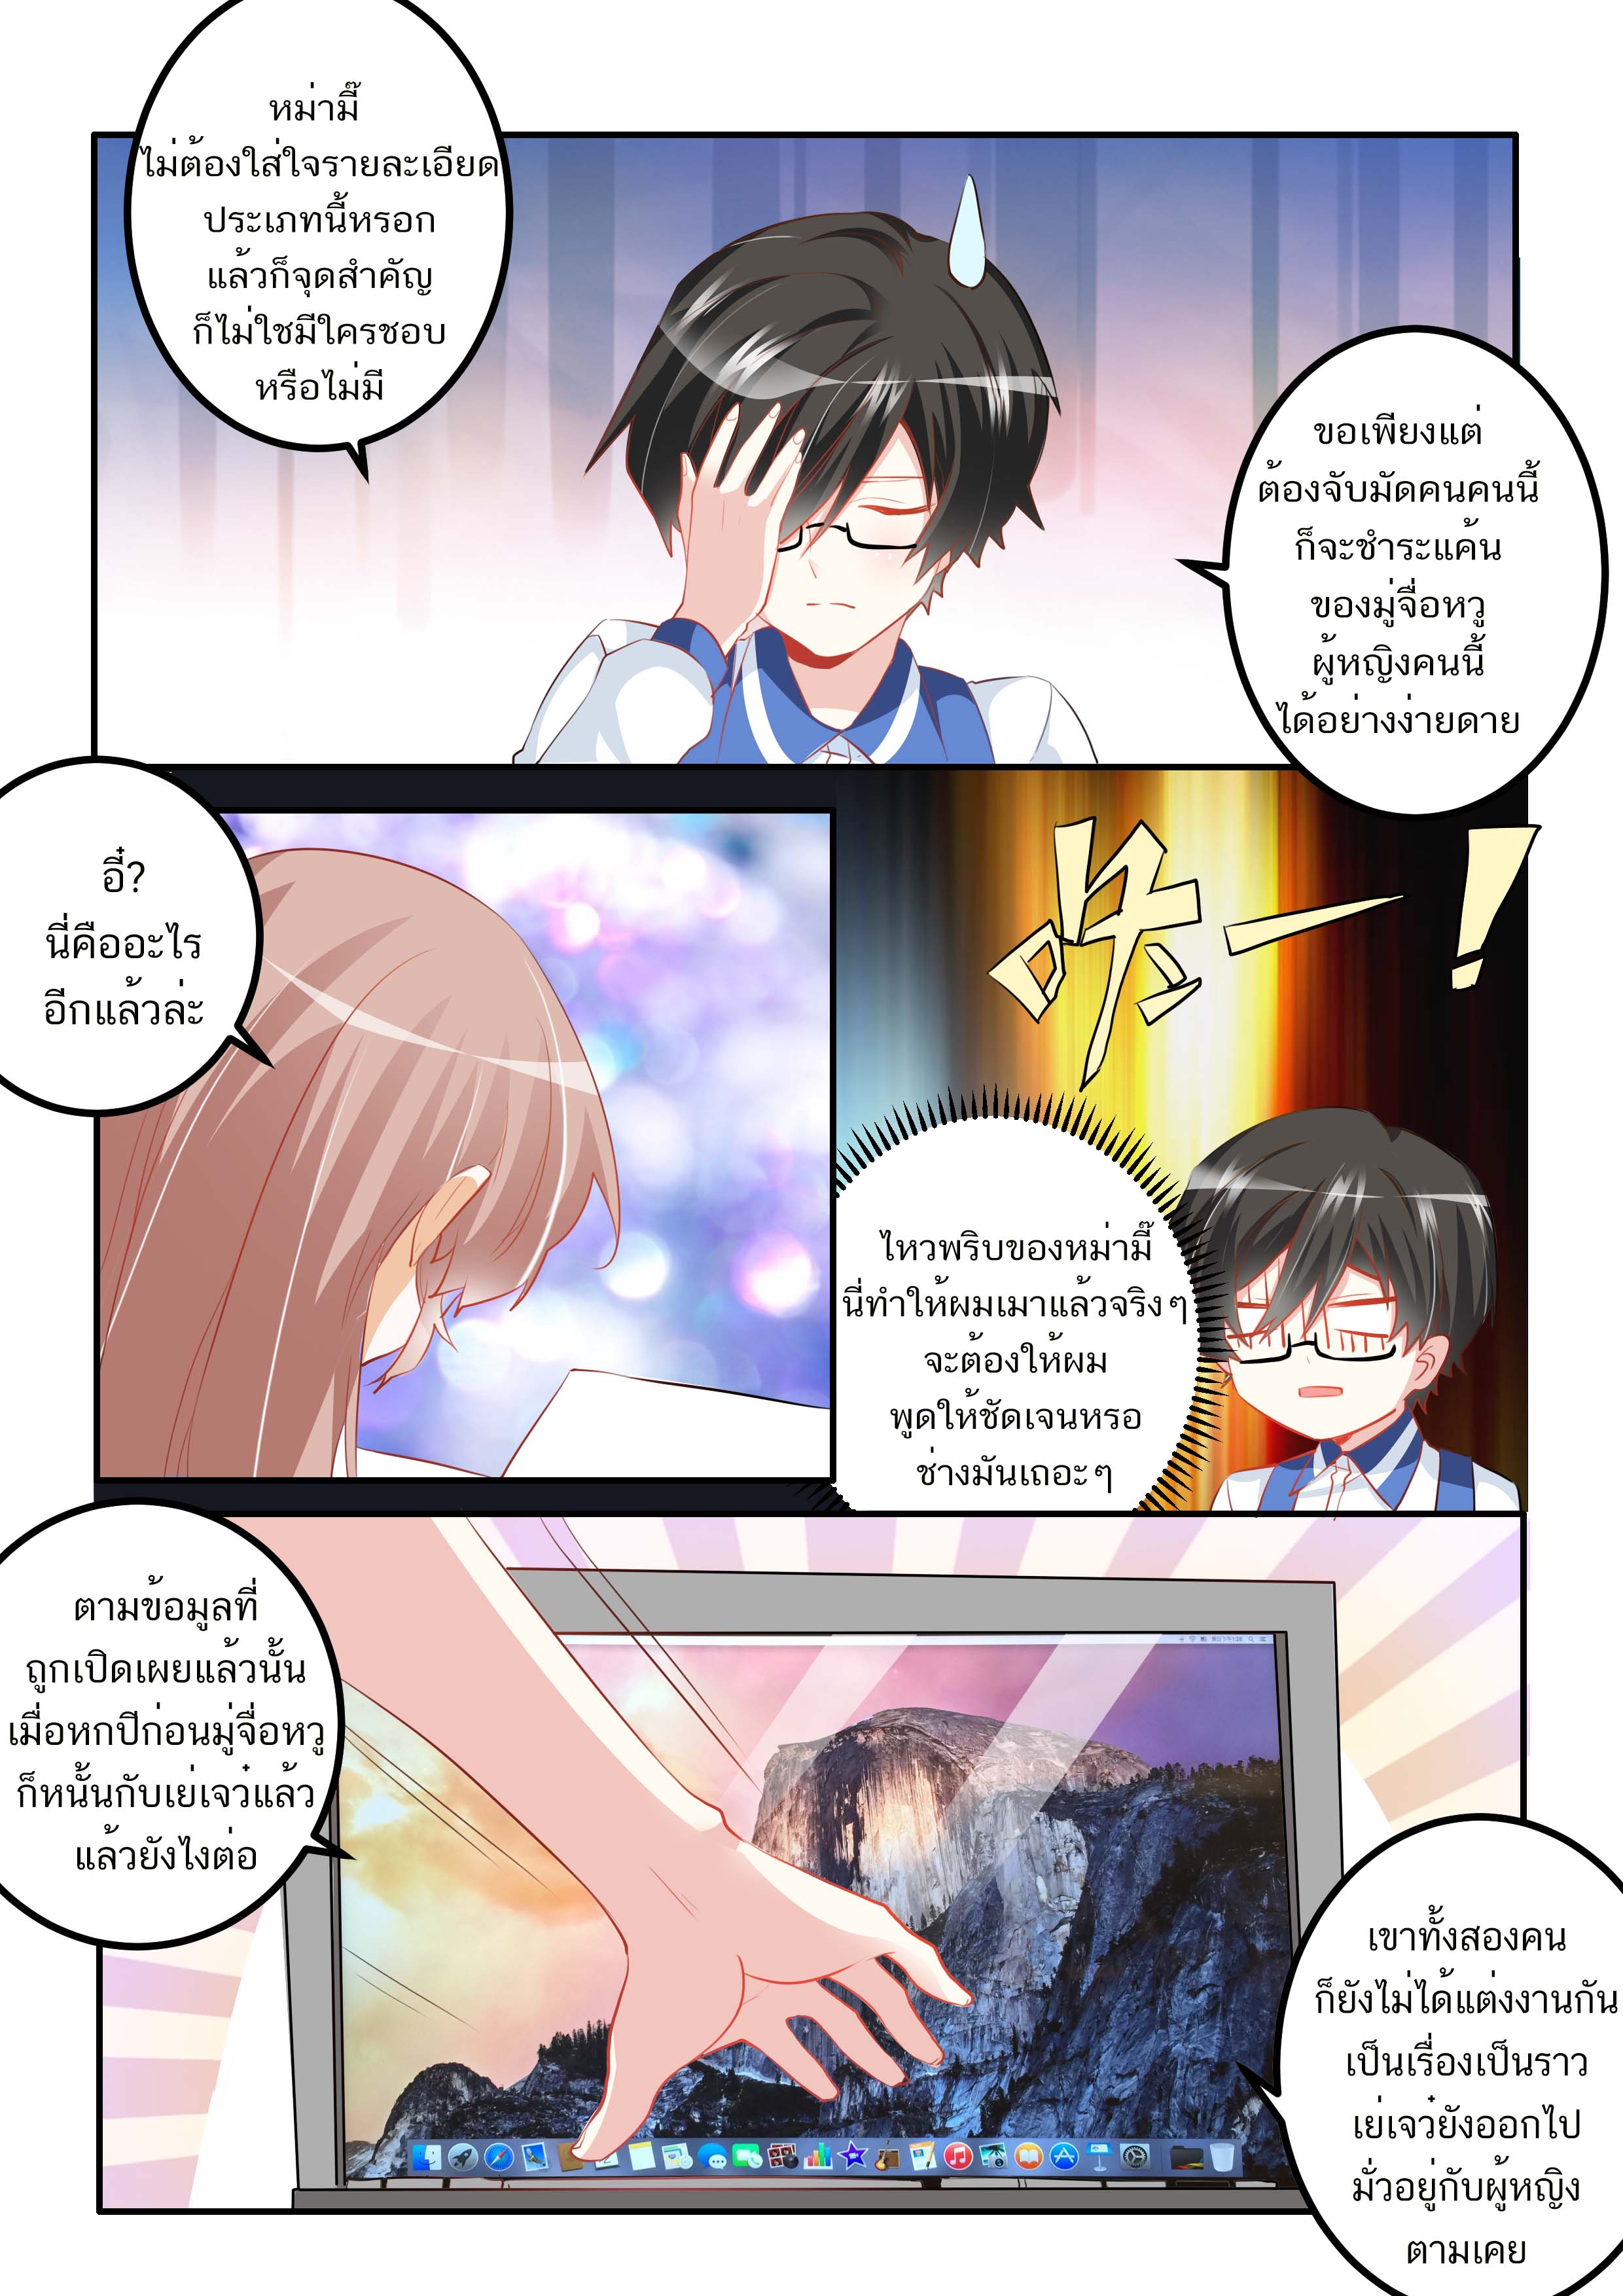 หม่ามี๊
ไม่ต้องใส่ใจรายละเอียด
ประเภทนี้หรอก
แล้วก็จุดสำคัญ
ก็ไม่ใชมีใครชอบ
หรือไม่มี
ขอเพียงแต่
ต้องจับมัดคนคนนี้
ก็จะชำระแค้น
ของมู่จื่อหวู
ผู้หญิงคนนี้
ได้อย่างง่ายดาย
อี๋?
นี่คืออะไร
อีกแล้วล่ะ
咋一!
ไหวพริบของหม่ามี๊
นี่ทำให้ผมเมาแล้วจริงๆ
จะต้องให้ผม
พูดให้ชัดเจนหรอ
ช่างมันเถอะๆ
ตามข้อมูลที่
ถูกเปิดเผยแล้วนั้น
เมื่อหกปีก่อนมู่จื่อหวู
ก็หนั้นกับเย่เจว๋แล้ว
แล้วยังไงต่อ
เขาทั้งสองคน
ก็ยังไม่ได้แต่งงานกัน
เป็นเรื่องเป็นราว
เย่เจว๋ยังออกไป
มั่วอยู่กับผู้หญิง
ตามเคย